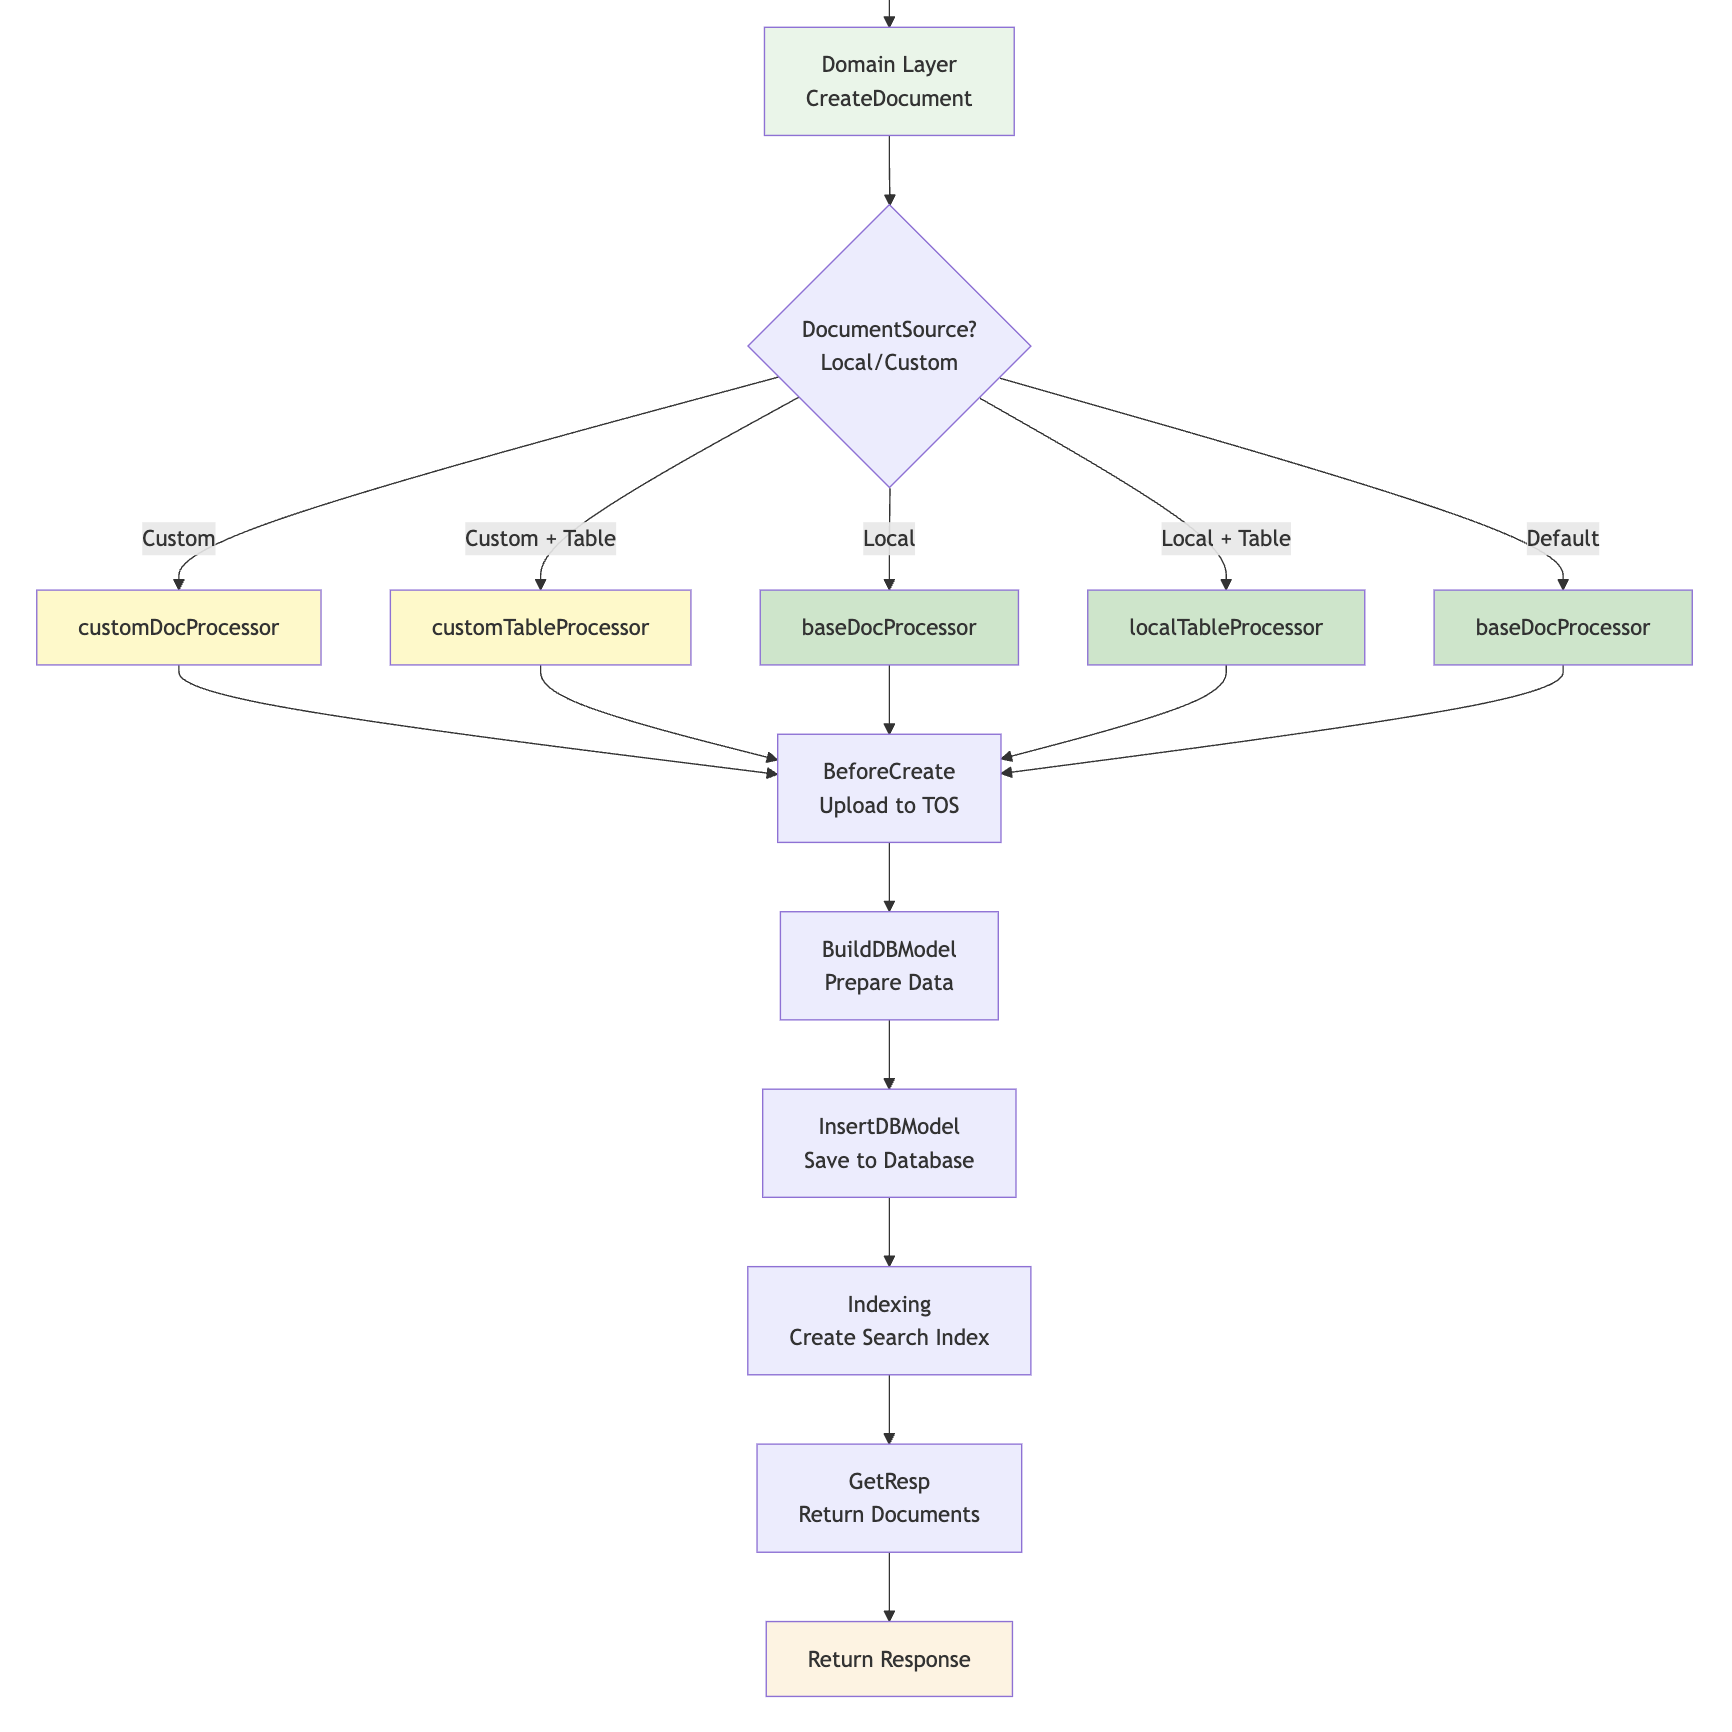 Domain Layer
CreateDocument
DocumentSource?
Local/Custom
Custom
Custom + Table
Local
Local + Table
Default
customDocProcessor
customTableProcessor
baseDocProcessor
localTableProcessor
baseDocProcessor
BeforeCreate
Upload to TOS
BuildDBModel
Prepare Data
InsertDBModel
Save to Database
Indexing
Create Search Index
GetResp
Return Documents
Return Response